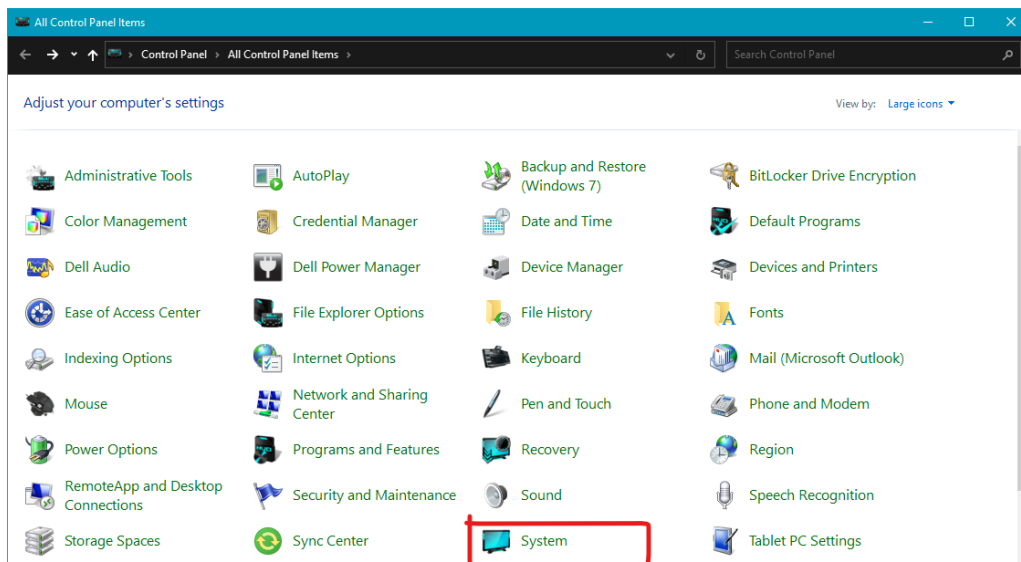 All Control Panel Items
Control Panel > All Control Panel Items >
Search Control Panel
Adjust your computer's settings
View by: Large icons
Administrative Tools
AutoPlay
Backup and Restore
(Windows 7)
BitLocker Drive Encryption
Color Management
Credential Manager
Date and Time
Default Programs
Dell Audio
Dell Power Manager
Device Manager
Devices and Printers
Ease of Access Center
File Explorer Options
File History
Fonts
Indexing Options
Internet Options
Keyboard
Mail (Microsoft Outlook)
Mouse
Network and Sharing
Center
Pen and Touch
Phone and Modem
Power Options
Programs and Features
Recovery
Region
RemoteApp and Desktop
Connections
Security and Maintenance
Sound
Speech Recognition
Storage Spaces
Sync Center
System
Tablet PC Settings